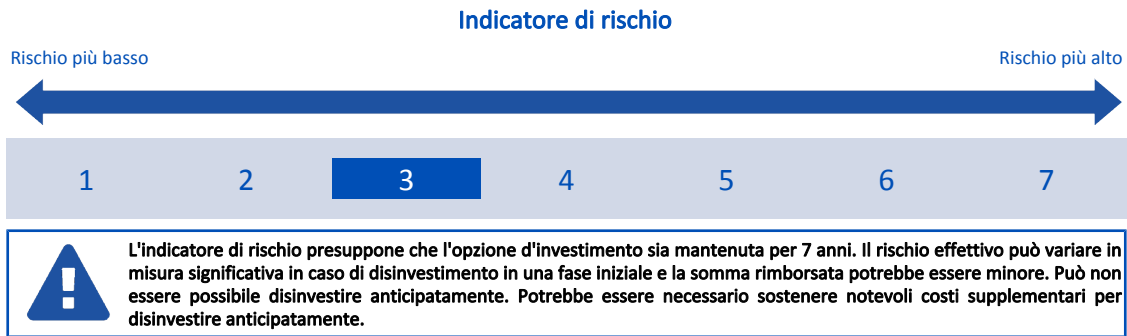 Indicatore di rischio
Rischio più basso
Rischio più alto
1 2 3 4 5 6 7
L'indicatore di rischio presuppone che l'opzione d'investimento sia mantenuta per 7 anni. Il rischio effettivo può variare in
misura significativa in caso di disinvestimento in una fase iniziale e la somma rimborsata potrebbe essere minore. Può non
essere possibile disinvestire anticipatamente. Potrebbe essere necessario sostenere notevoli costi supplementari per
disinvestire anticipatamente.